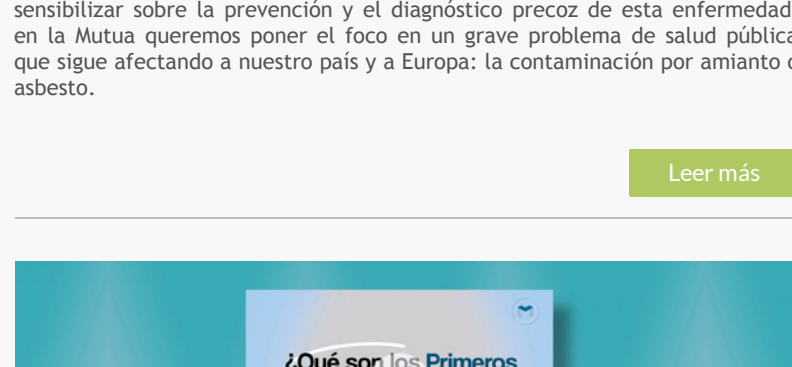 sensibilizar sobre la prevención y el diagnóstico precoz de esta enfermedad
en la Mutua queremos poner el foco en un grave problema de salud pública
que sigue afectando a nuestro país y a Europa: la contaminación por amianto o
asbesto.
Leer más
¿Qué son los Primeros